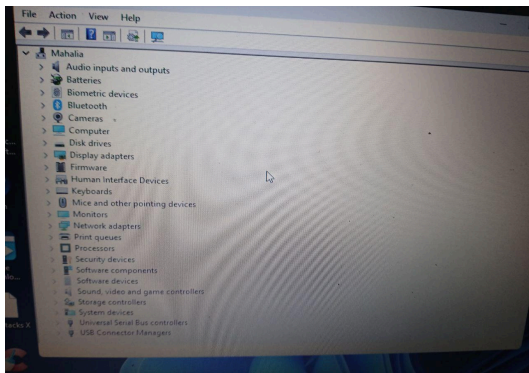 File Action View Help
Mahalia
Audio inputs and outputs
Batteries
Biometric devices
Bluetooth
Cameras
Computer
Disk drives
Display adapters
Firmware
Human Interface Devices
Keyboards
Mice and other pointing devices
Monitors
Network adapters
Print queues
Processors
Security devices
Software components
Software devices
Sound, video and game controllers
Storage controllers
System devices
Universal Serial Bus controllers
USB Connector Managers